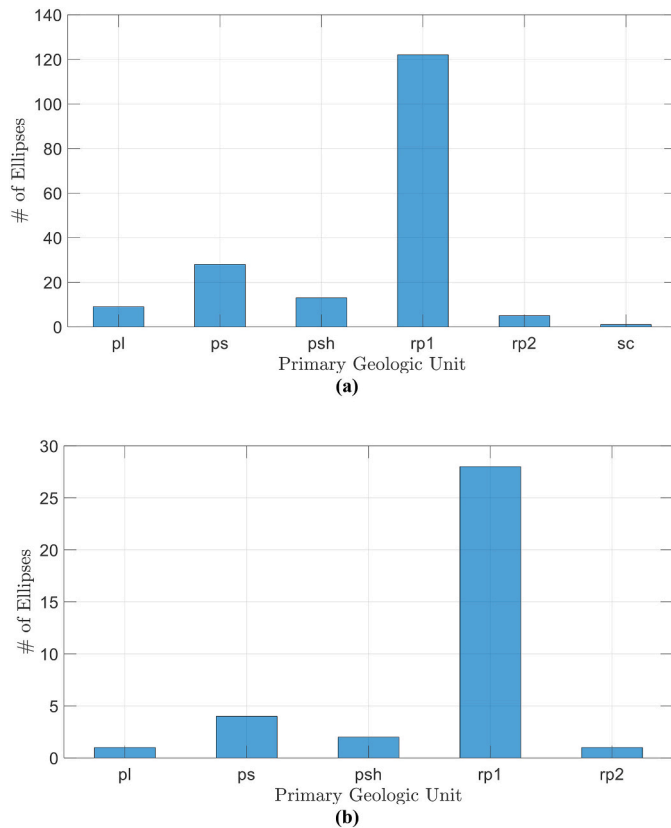 140
120
100
80
60
40
20
0
# of Ellipses
pl ps psh rp1 rp2 sc
Primary Geologic Unit
(a)
30
25
20
15
10
5
0
# of Ellipses
pl ps psh rp1 rp2
Primary Geologic Unit
(b)